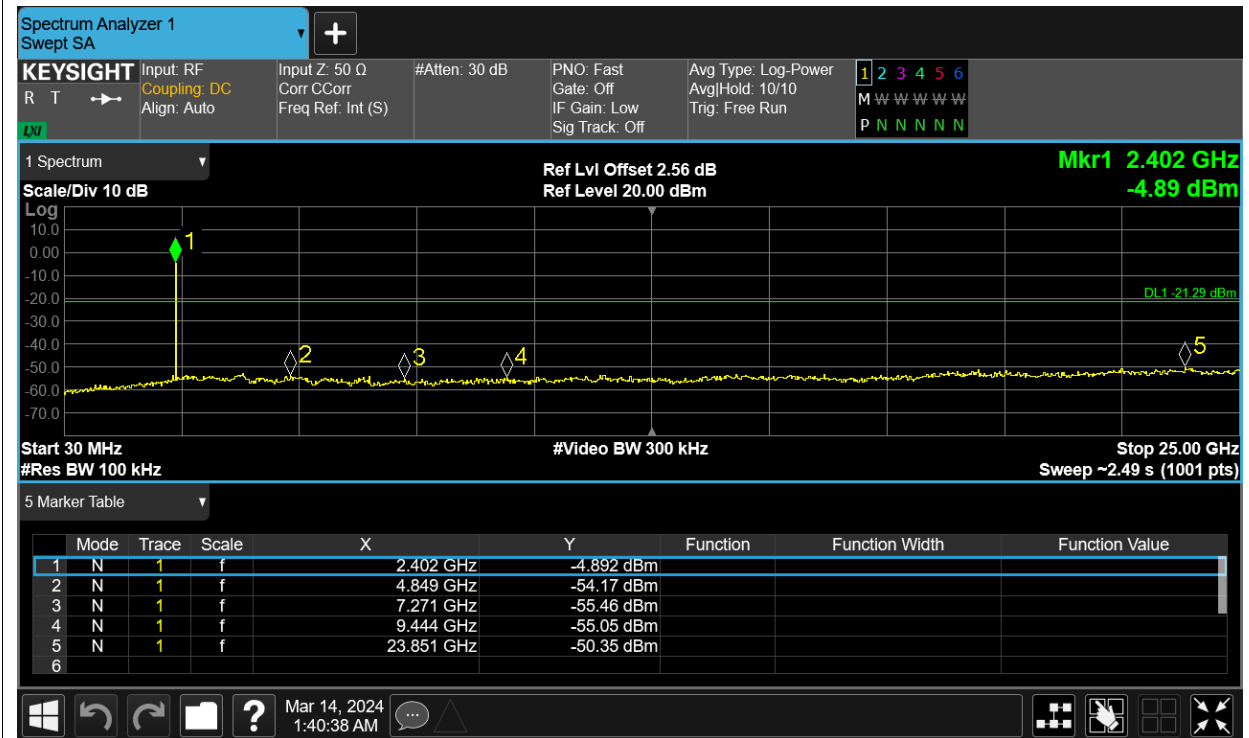 Spectrum Analyzer 1
Swept SA
KEYSIGHT
R T
LXI
Input: RF
Coupling: DC
Align: Auto
Input Z: 50 Ω
Corr CCorr
Freq Ref: Int (S)
#Atten: 30 dB
PNO: Fast
Gate: Off
IF Gain: Low
Sig Track: Off
Avg Type: Log-Power
Avg|Hold: 10/10
Trig: Free Run
1 2 3 4 5 6
M W W W W W
P N N N N N
1 Spectrum
Scale/Div 10 dB
Ref Lvl Offset 2.56 dB
Ref Level 20.00 dBm
Mkr1 2.402 GHz
-4.89 dBm
Log
10.0
0.00
-10.0
-20.0
-30.0
-40.0
-50.0
-60.0
-70.0
1
2
3
4
5
DL1 -21.29 dBm
Start 30 MHz
#Res BW 100 kHz
#Video BW 300 kHz
Stop 25.00 GHz
Sweep ~2.49 s (1001 pts)
5 Marker Table
Mode Trace Scale X Y Function Function Width Function Value
1 N 1 f 2.402 GHz -4.892 dBm
2 N 1 f 4.849 GHz -54.17 dBm
3 N 1 f 7.271 GHz -55.46 dBm
4 N 1 f 9.444 GHz -55.05 dBm
5 N 1 f 23.851 GHz -50.35 dBm
6
?
Mar 14, 2024
1:40:38 AM